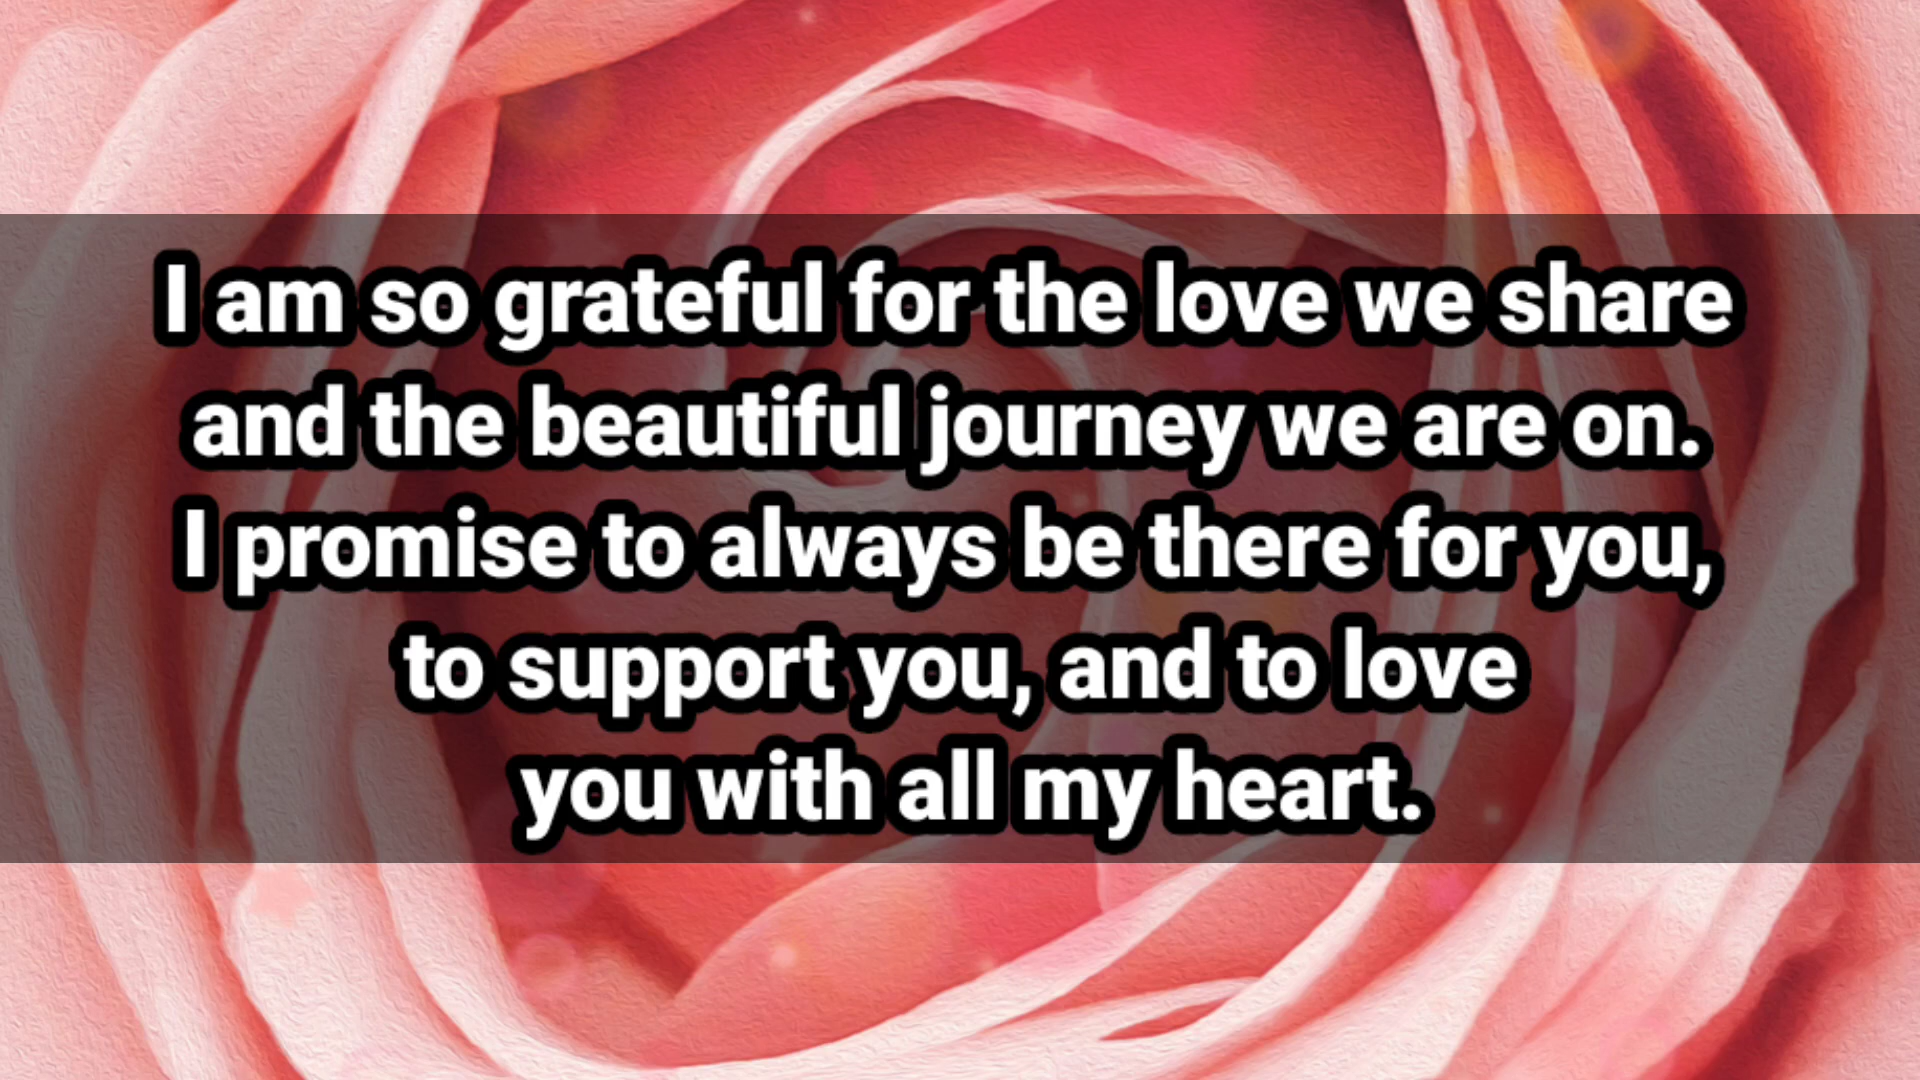 I am so grateful for the love we share
and the beautiful journey we are on.
I promise to always be there for you,
to support you, and to love
you with all my heart.